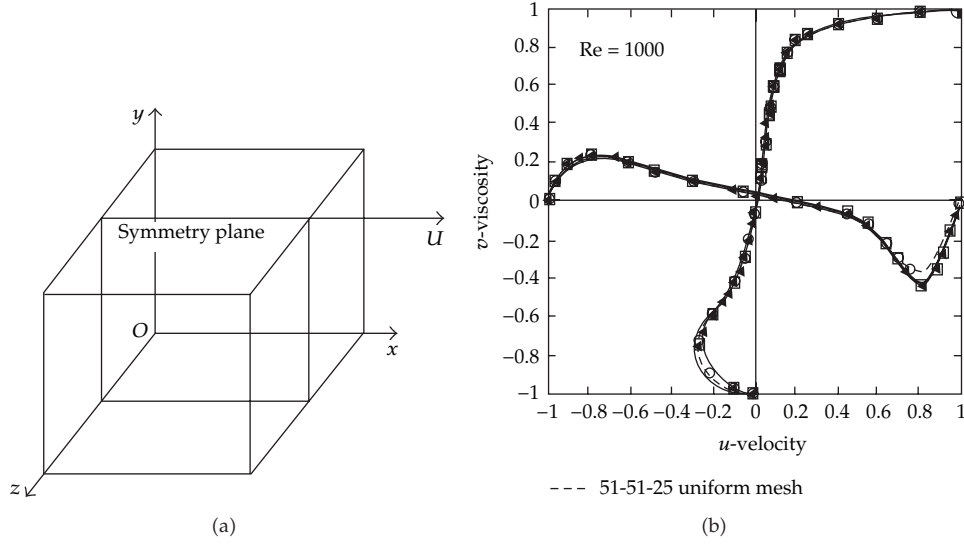 y
Symmetry plane
U
O
x
z
(a)
Re = 1000
v-viscosity
1
0.8
0.6
0.4
0.2
0
−0.2
−0.4
−0.6
−0.8
−1
−1 −0.8 −0.6 −0.4 −0.2 0 0.2 0.4 0.6 0.8 1
u-velocity
51-51-25 uniform mesh
(b)